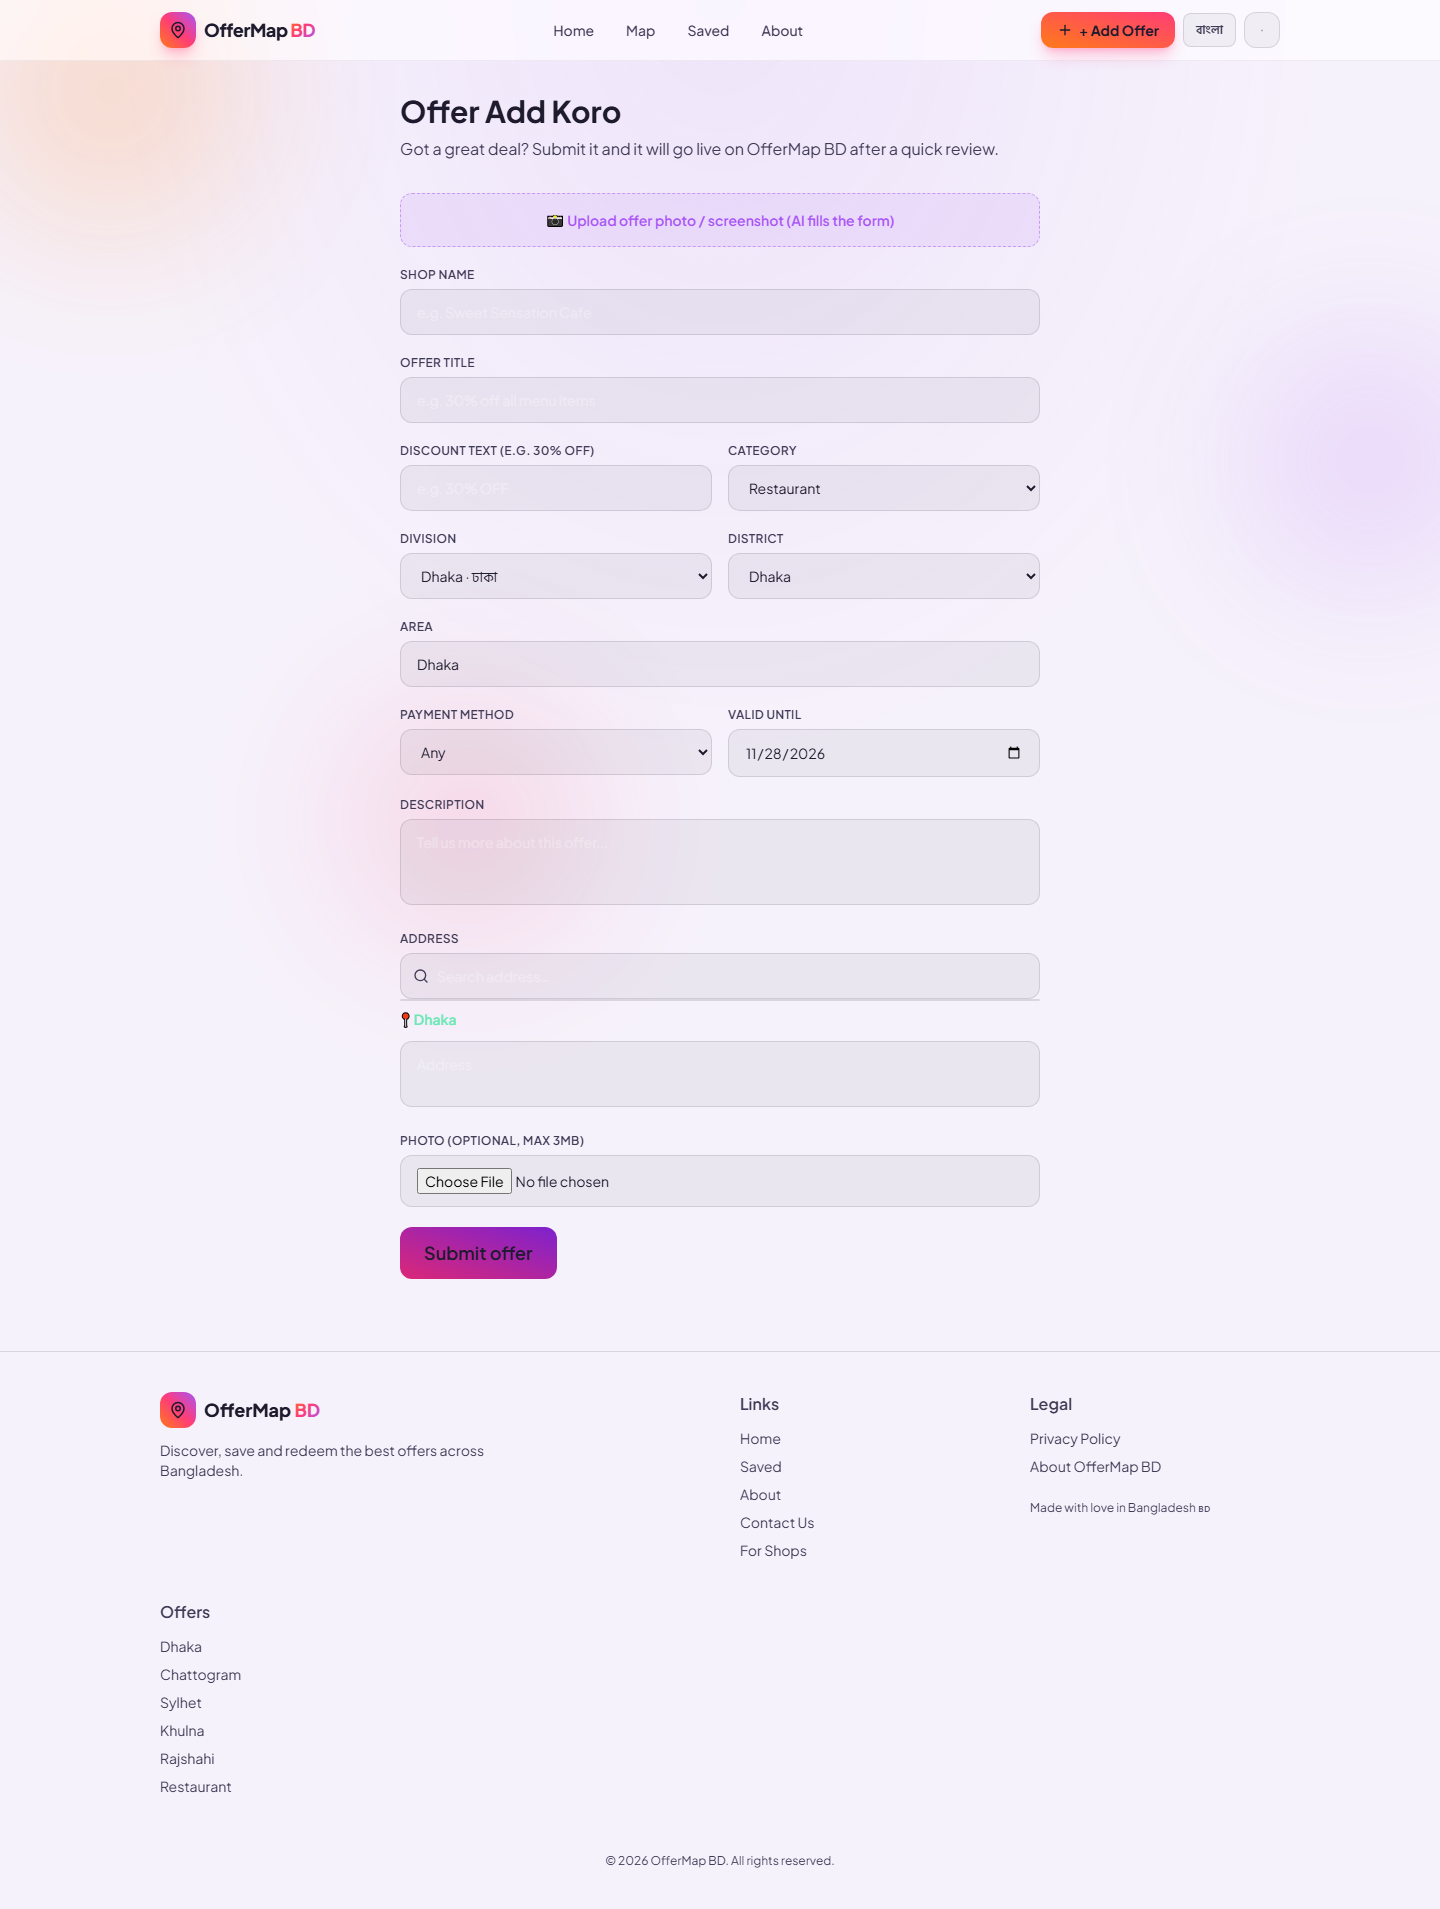 OfferMap BD
Home
Map
Saved
About
+ Add Offer
বাংলা
Offer Add Koro
Got a great deal? Submit it and it will go live on OfferMap BD after a quick review.
📸 Upload offer photo / screenshot (AI fills the form)
SHOP NAME
e.g. Sweet Sensation Cafe
OFFER TITLE
e.g. 30% off all menu items
DISCOUNT TEXT (E.G. 30% OFF)
CATEGORY
e.g. 30% OFF
Restaurant
DIVISION
DISTRICT
Dhaka · ঢাকা
Dhaka
AREA
Dhaka
PAYMENT METHOD
VALID UNTIL
Any
11/28/2026
DESCRIPTION
Tell us more about this offer...
ADDRESS
Search address...
📍 Dhaka
Address
PHOTO (OPTIONAL, MAX 3MB)
Choose File No file chosen
Submit offer
OfferMap BD
Discover, save and redeem the best offers across
Bangladesh.
Links
Home
Saved
About
Contact Us
For Shops
Legal
Privacy Policy
About OfferMap BD
Made with love in Bangladesh BD
Offers
Dhaka
Chattogram
Sylhet
Khulna
Rajshahi
Restaurant
© 2026 OfferMap BD. All rights reserved.